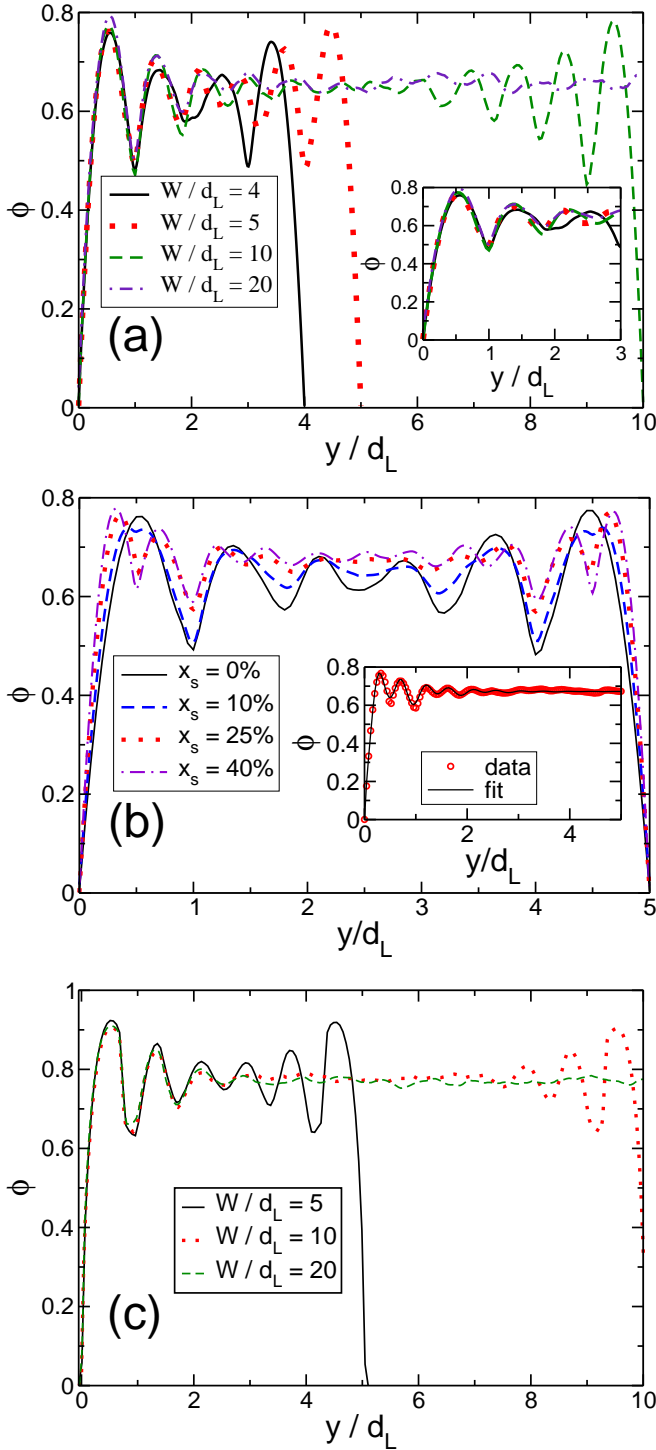 0.8
0.6
0.4
0.2
0
ϕ
W / d_L = 4
W / d_L = 5
W / d_L = 10
W / d_L = 20
(a)
0.8
0.6
0.4
0.2
0
ϕ
0 1 2 3
y / d_L
0 2 4 6 8 10
y / d_L
0.8
0.6
0.4
0.2
0
ϕ
x_s = 0%
x_s = 10%
x_s = 25%
x_s = 40%
(b)
0.8
0.6
0.4
0.2
0
ϕ
data
fit
0 2 4
y/d_L
0 1 2 3 4 5
y/d_L
1
0.8
0.6
0.4
0.2
0
ϕ
W / d_L = 5
W / d_L = 10
W / d_L = 20
(c)
0 2 4 6 8 10
y / d_L